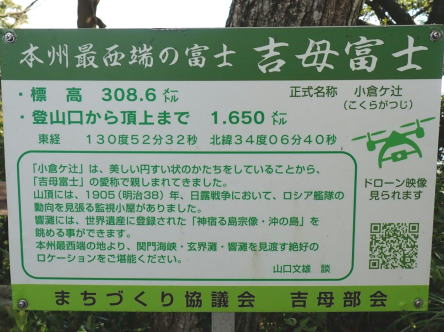 本州最西端の富士 吉母富士
・標高 308.6メートル
正式名称 小倉ケ辻
(こくらがつじ)
・登山口から頂上まで 1.650メートル
東経 130度52分32秒 北緯34度06分40秒
「小倉ケ辻」は、美しい円すい状のかたちをしていることから、
「吉母富士」の愛称で親しまれてきました。
山頂には、1905(明治38)年、日露戦争において、ロシア艦隊の
動向を見張る監視小屋がありました。
響灘には、世界遺産に登録された「神宿る島宗像・沖の島」を
眺める事ができます。
本州最西端の地より、関門海峡・玄界灘・響灘を見渡す絶好の
ロケーションをご堪能ください。
山口文雄 談
ドローン映像
見られます
まちづくり協議会 吉母部会